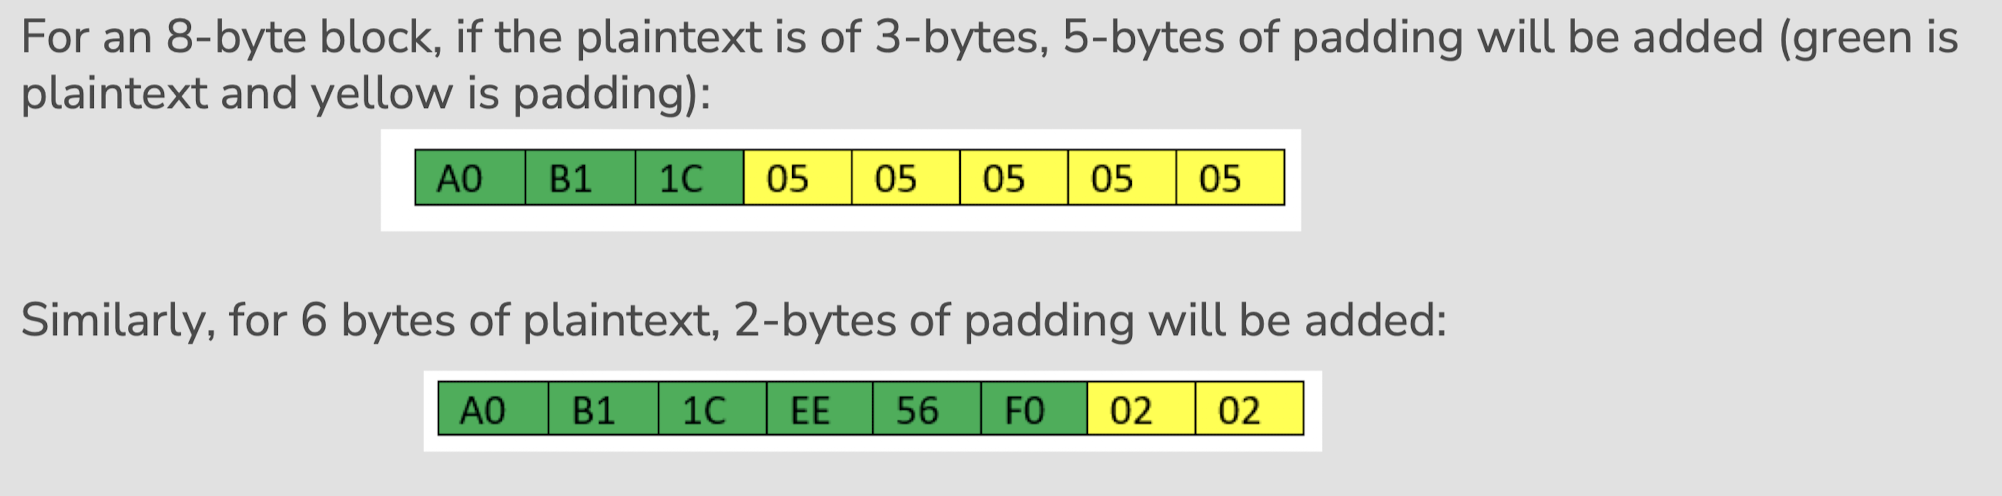 For an 8-byte block, if the plaintext is of 3-bytes, 5-bytes of padding will be added (green is
plaintext and yellow is padding):
A0 B1 1C 05 05 05 05 05
Similarly, for 6 bytes of plaintext, 2-bytes of padding will be added:
A0 B1 1C EE 56 F0 02 02